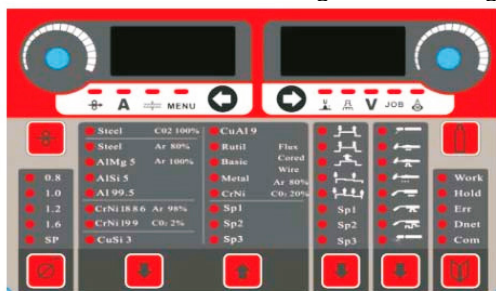 A MENU V JOB
Steel C02 100%
Steel Ar 80%
AlMg 5 Ar 100%
AlSi 5
Al 99.5
CrNi 18 8 6 Ar 98%
CrNi 19 9 C0₂ 2%
CuSi 3
CuAl 9
Rutil Flux
Basic Cored
Wire
Metal Ar 80%
CrNi C0₂ 20%
Sp1
Sp2
Sp3
0.8
1.0
1.2
1.6
SP
Sp1
Sp2
Sp3
Work
Hold
Err
Dnet
Com